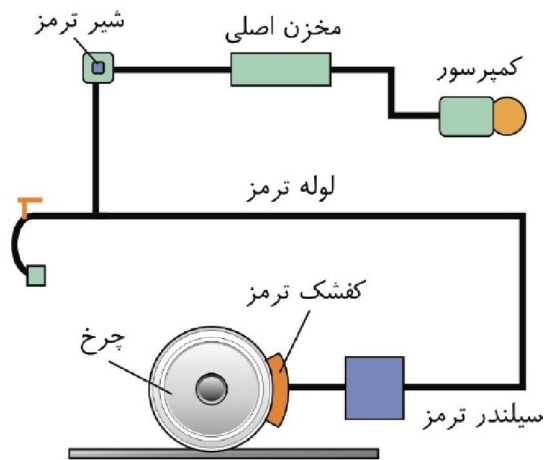 شیر ترمز
مخزن اصلی
کمپرسور
لوله ترمز
کفشک ترمز
چرخ
سیلندر ترمز